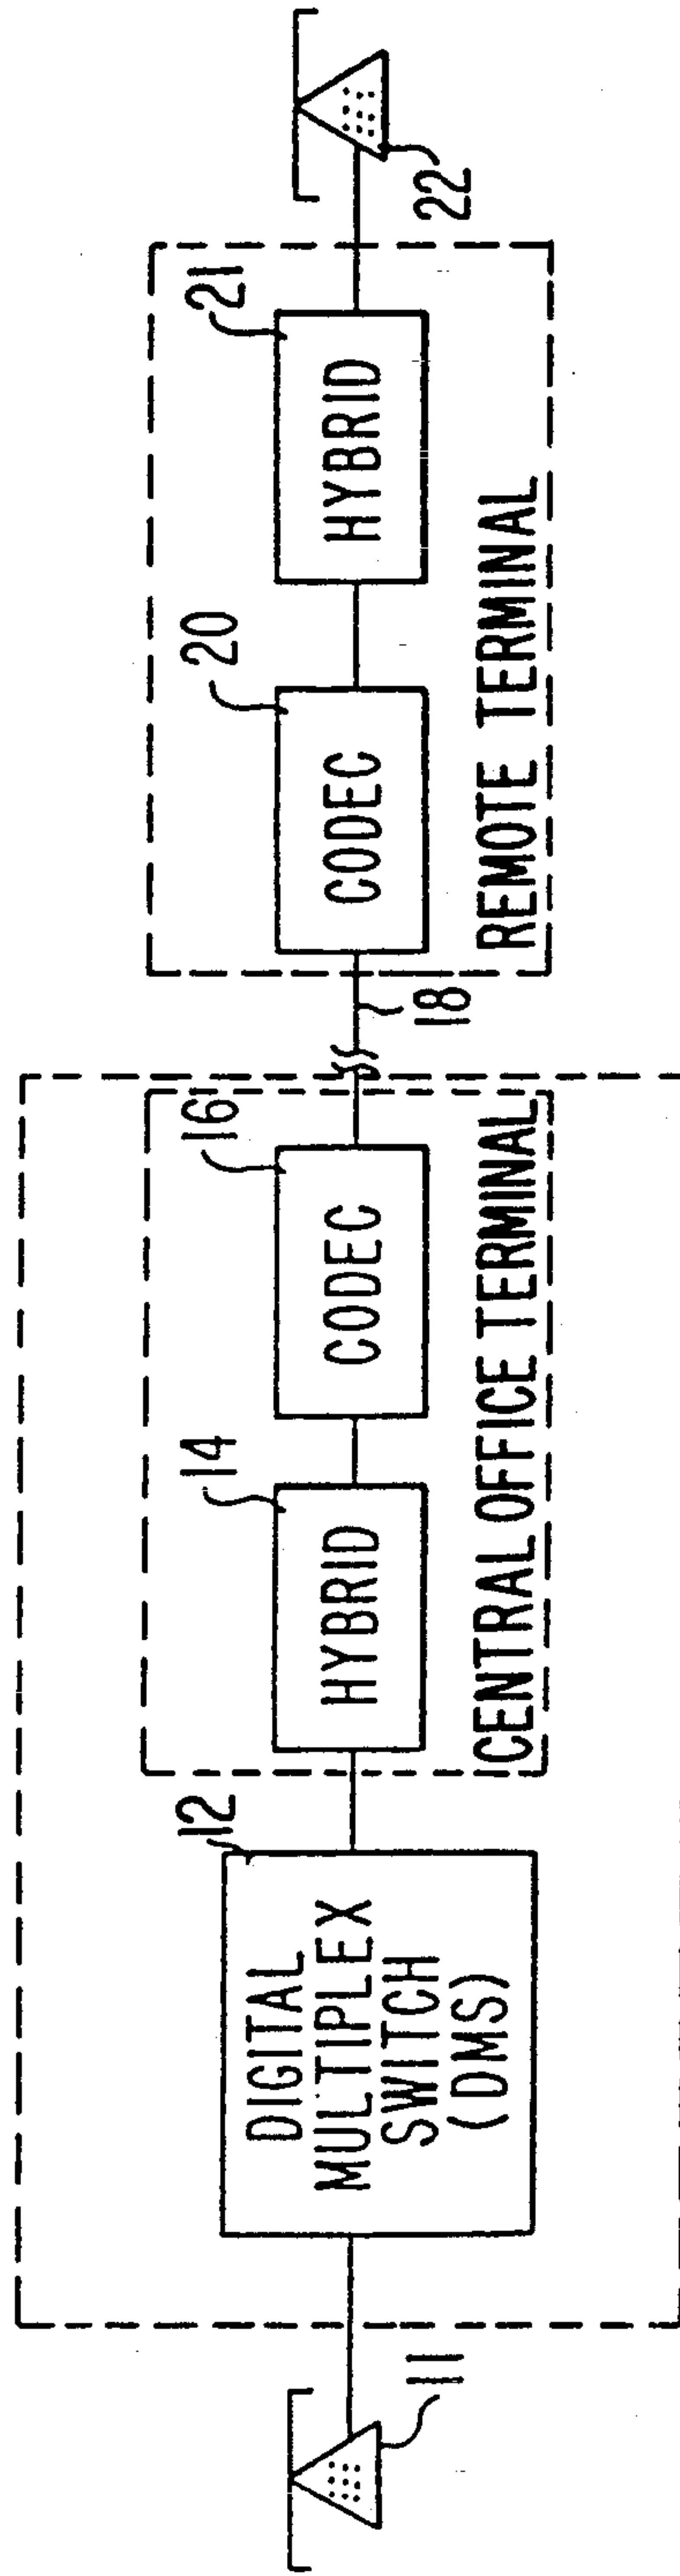 11
12
DIGITAL
MULTIPLEX
SWITCH
(DMS)
14
HYBRID
16
CODEC
CENTRAL OFFICE TERMINAL
18
20
CODEC
21
HYBRID
REMOTE TERMINAL
22